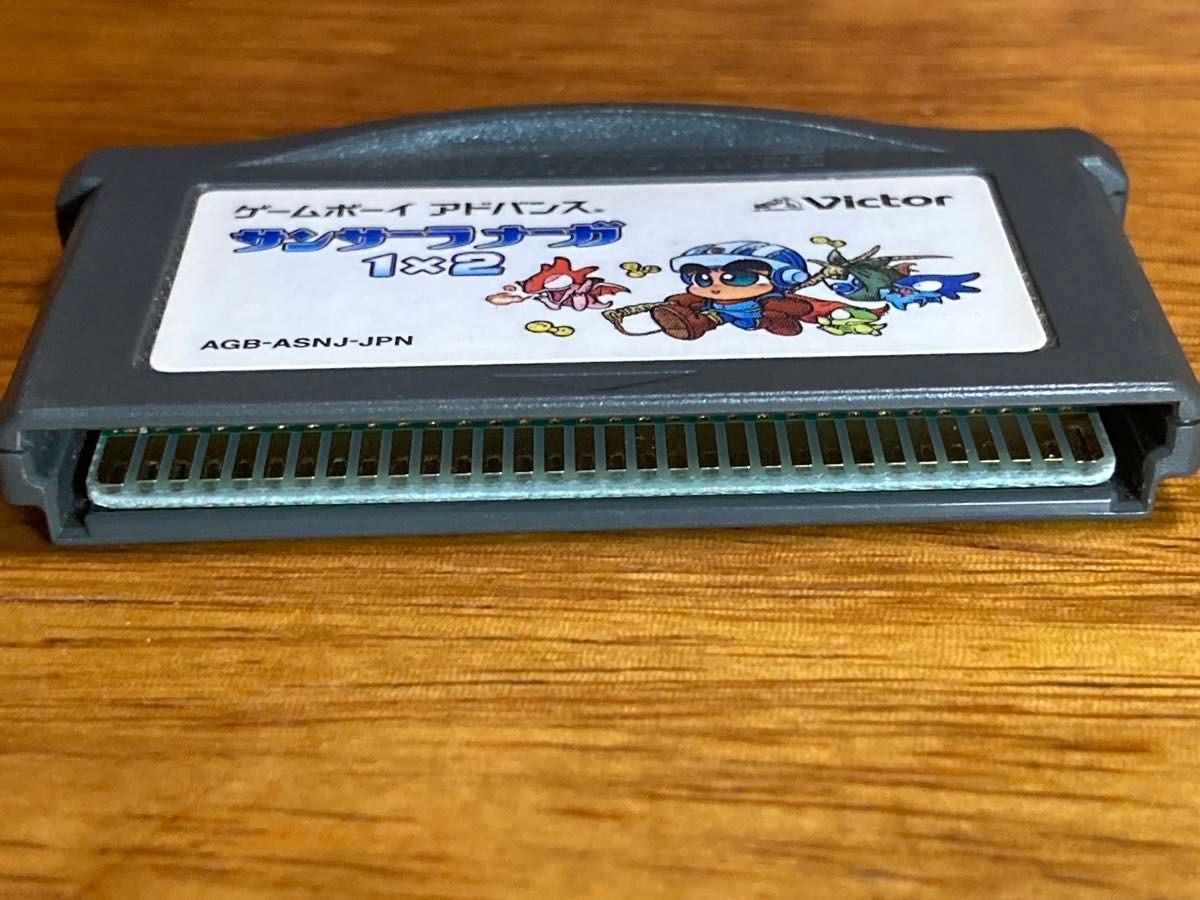 ゲームボーイ アドバンス®
Victor
サンサーラナーガ
1×2
AGB-ASNJ-JPN